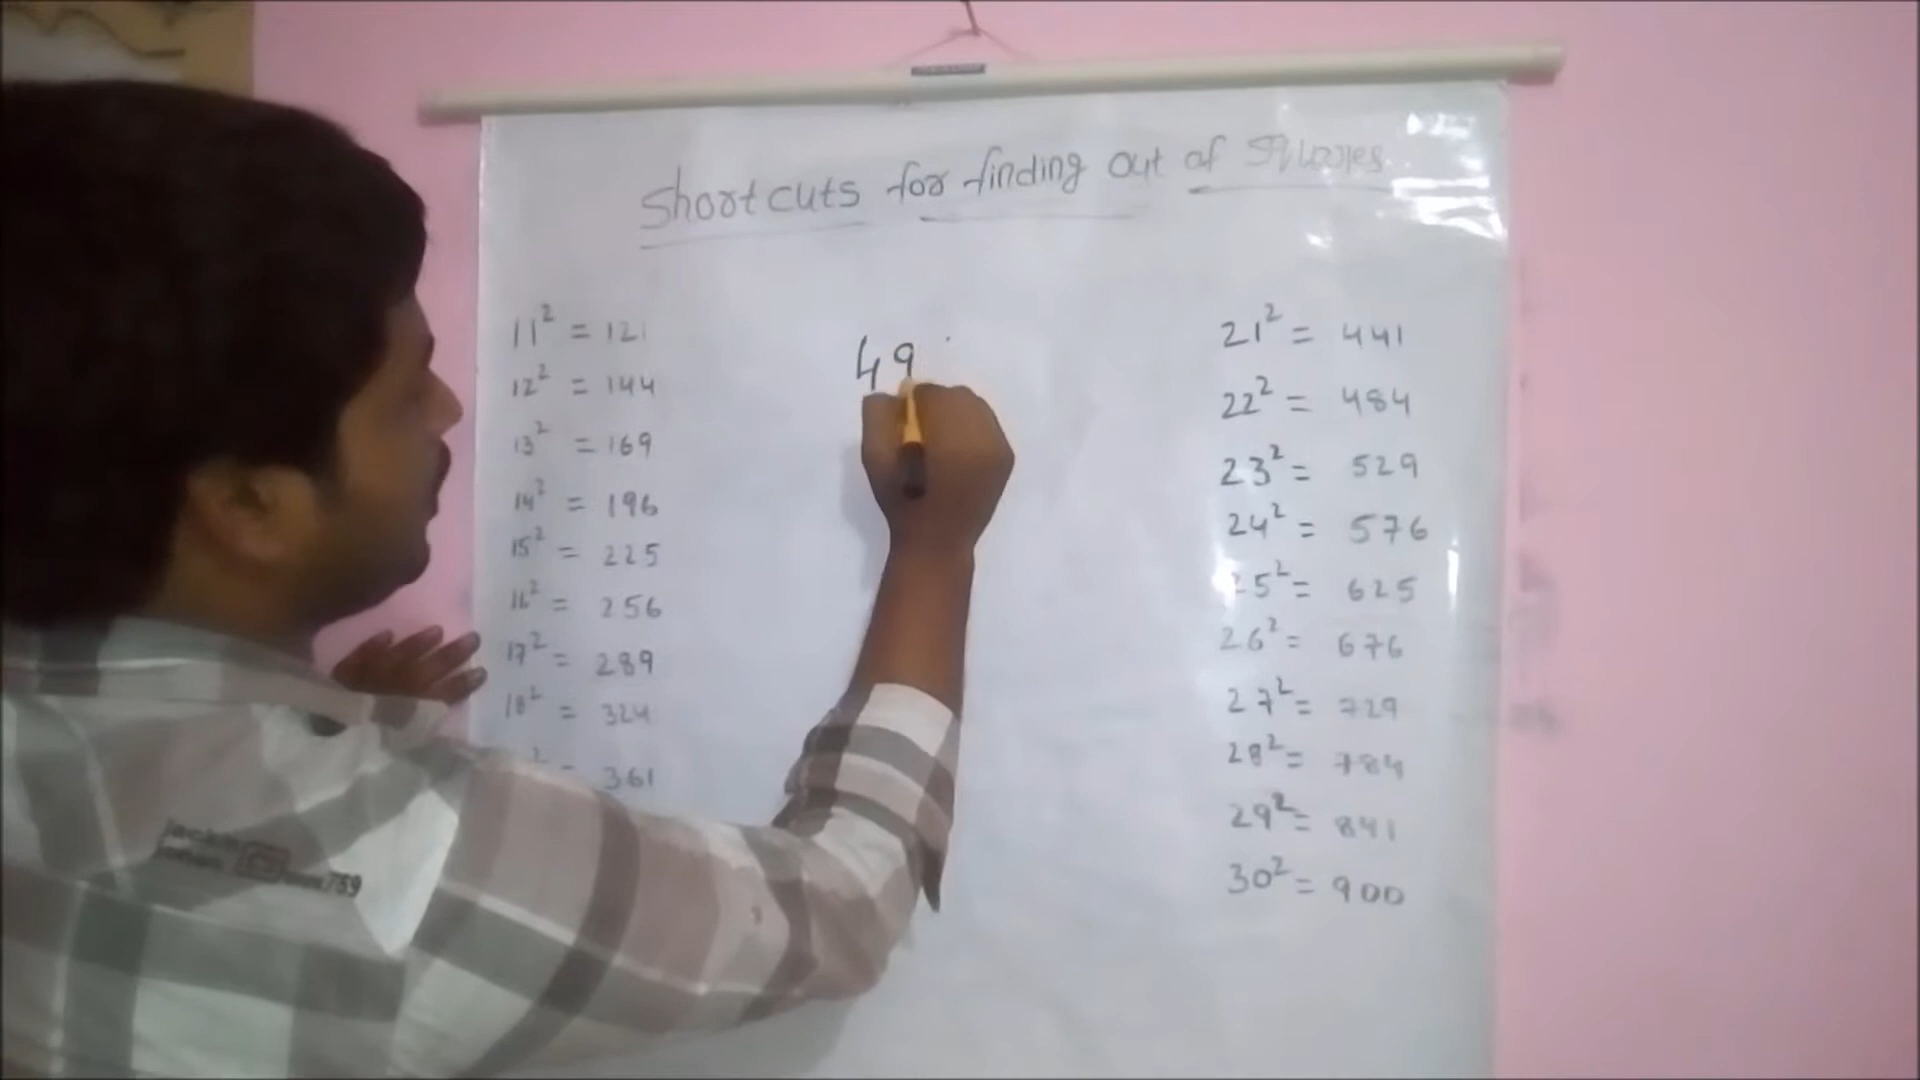 Shortcuts for finding out of Squares
11² = 121
12² = 144
13² = 169
14² = 196
15² = 225
16² = 256
17² = 289
18² = 324
² = 361
49
21² = 441
22² = 484
23² = 529
24² = 576
25² = 625
26² = 676
27² = 729
28² = 784
29² = 841
30² = 900